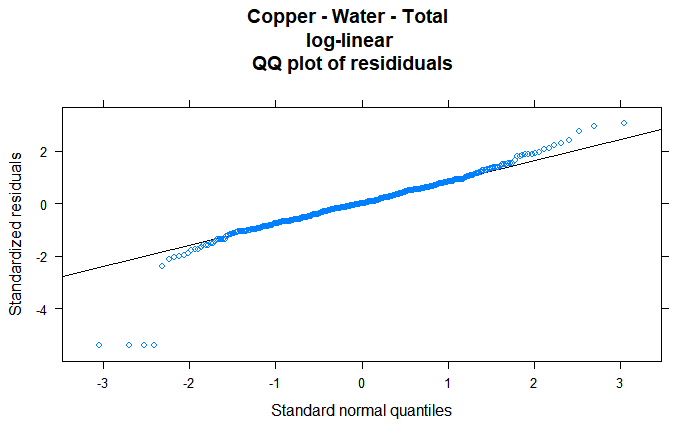 Copper - Water - Total
log-linear
QQ plot of resididuals
Standardized residuals
2
0
-2
-4
-3
-2
-1
0
1
2
3
Standard normal quantiles